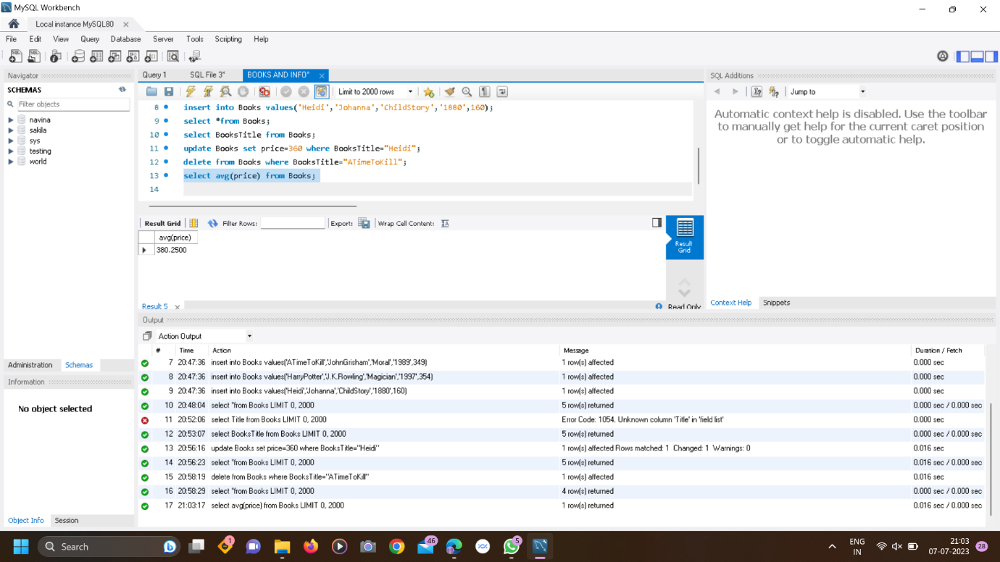 MySQL Workbench
Local instance MySQL80
File Edit View Query Database Server Tools Scripting Help
Navigator
SCHEMAS
Filter objects
navina
sakila
sys
testing
world
Administration Schemas
Information
No object selected
Object Info Session
Query 1 SQL File 3* BOOKS AND INFO*
Limit to 2000 rows
8 insert into Books values('Heidi','Johanna','ChildStory','1880',160);
9 select *from Books;
10 select BooksTitle from Books;
11 update Books set price=360 where BooksTitle="Heidi";
12 delete from Books where BooksTitle="ATimeToKill";
13 select avg(price) from Books;
14
Result Grid Filter Rows: Export: Wrap Cell Content:
avg(price)
380.2500
Result
Grid
Result 5 Read Only
SQL Additions
Jump to
Automatic context help is disabled. Use the toolbar
to manually get help for the current caret position
or to toggle automatic help.
Context Help Snippets
Output
Action Output
# Time Action Message Duration / Fetch
7 20:47:36 insert into Books values('ATimeToKill','JohnGrisham','Moral','1989',349) 1 row(s) affected 0.000 sec
8 20:47:36 insert into Books values('HarryPotter','J.K.Rowling','Magician','1997',354) 1 row(s) affected 0.000 sec
9 20:47:36 insert into Books values('Heidi','Johanna','ChildStory','1880',160) 1 row(s) affected 0.000 sec
10 20:48:04 select *from Books LIMIT 0, 2000 5 row(s) returned 0.000 sec / 0.000 sec
11 20:52:06 select Title from Books LIMIT 0, 2000 Error Code: 1054. Unknown column 'Title' in 'field list' 0.000 sec
12 20:53:07 select BooksTitle from Books LIMIT 0, 2000 5 row(s) returned 0.000 sec / 0.000 sec
13 20:56:16 update Books set price=360 where BooksTitle="Heidi" 1 row(s) affected Rows matched: 1 Changed: 1 Warnings: 0 0.016 sec
14 20:56:23 select *from Books LIMIT 0, 2000 5 row(s) returned 0.016 sec / 0.000 sec
15 20:58:19 delete from Books where BooksTitle="ATimeToKill" 1 row(s) affected 0.016 sec
16 20:58:29 select *from Books LIMIT 0, 2000 4 row(s) returned 0.000 sec / 0.000 sec
17 21:03:17 select avg(price) from Books LIMIT 0, 2000 1 row(s) returned 0.016 sec / 0.000 sec
Search
1
46
5
ENG
IN
21:03
07-07-2023
28